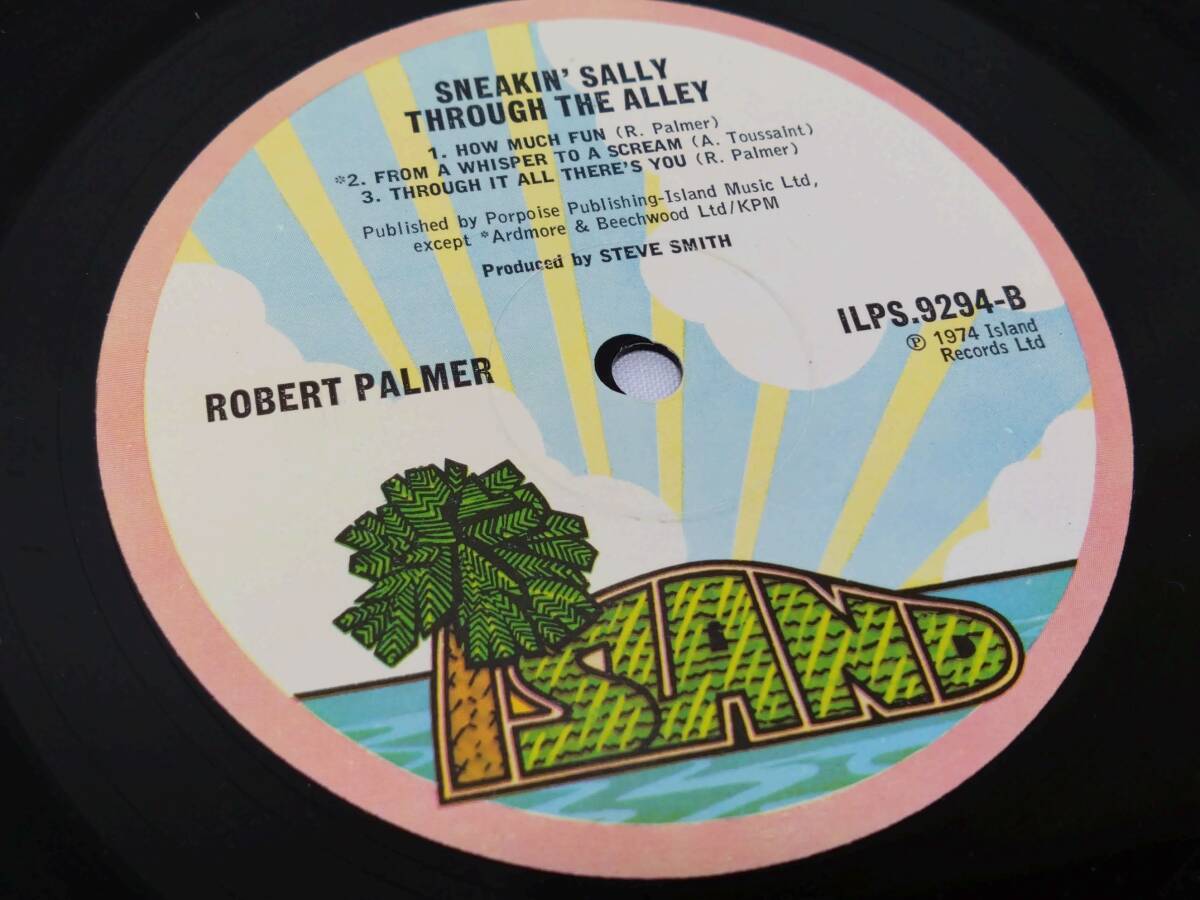 SNEAKIN' SALLY
THROUGH THE ALLEY
1. HOW MUCH FUN (R. Palmer)
*2. FROM A WHISPER TO A SCREAM (A. Toussaint)
3. THROUGH IT ALL THERE'S YOU (R. Palmer)
Published by Porpoise Publishing-Island Music Ltd,
except *Ardmore & Beechwood Ltd/KPM
Produced by STEVE SMITH
ILPS.9294-B
℗ 1974 Island
Records Ltd
ROBERT PALMER
ISLAND